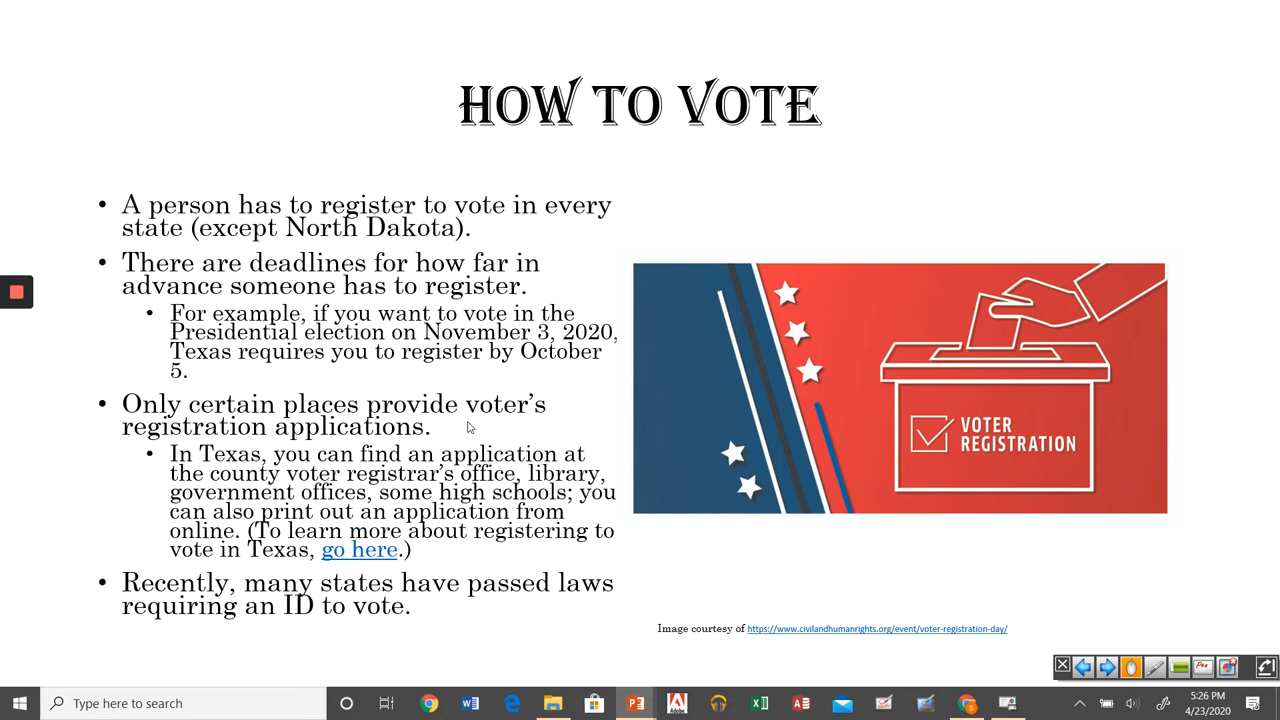 HOW TO VOTE
• A person has to register to vote in every
state (except North Dakota).
• There are deadlines for how far in
advance someone has to register.
• For example, if you want to vote in the
Presidential election on November 3, 2020,
Texas requires you to register by October
5.
• Only certain places provide voter's
registration applications.
• In Texas, you can find an application at
the county voter registrar's office, library,
government offices, some high schools; you
can also print out an application from
online. (To learn more about registering to
vote in Texas, go here.)
• Recently, many states have passed laws
requiring an ID to vote.
VOTER
REGISTRATION
Image courtesy of https://www.civilandhumanrights.org/event/voter-registration-day/
Type here to search
5:26 PM
4/23/2020